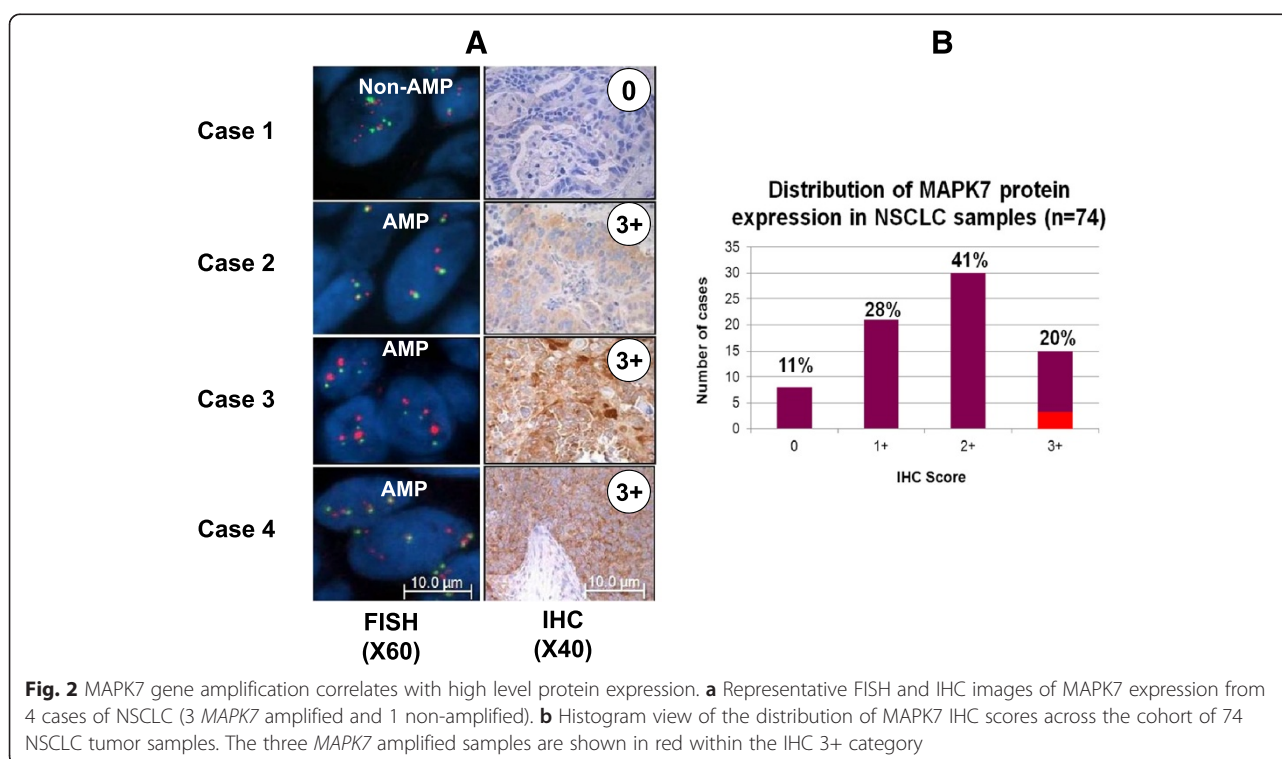 A
B
Non-AMP
0
Case 1
AMP
3+
Case 2
AMP
3+
Case 3
AMP
3+
Case 4
10.0 µm
10.0 µm
FISH
(X60)
IHC
(X40)
Distribution of MAPK7 protein
expression in NSCLC samples (n=74)
Number of cases
35
30
25
20
15
10
5
0
11%
28%
41%
20%
0
1+
2+
3+
IHC Score
Fig. 2 MAPK7 gene amplification correlates with high level protein expression. a Representative FISH and IHC images of MAPK7 expression from
4 cases of NSCLC (3 MAPK7 amplified and 1 non-amplified). b Histogram view of the distribution of MAPK7 IHC scores across the cohort of 74
NSCLC tumor samples. The three MAPK7 amplified samples are shown in red within the IHC 3+ category